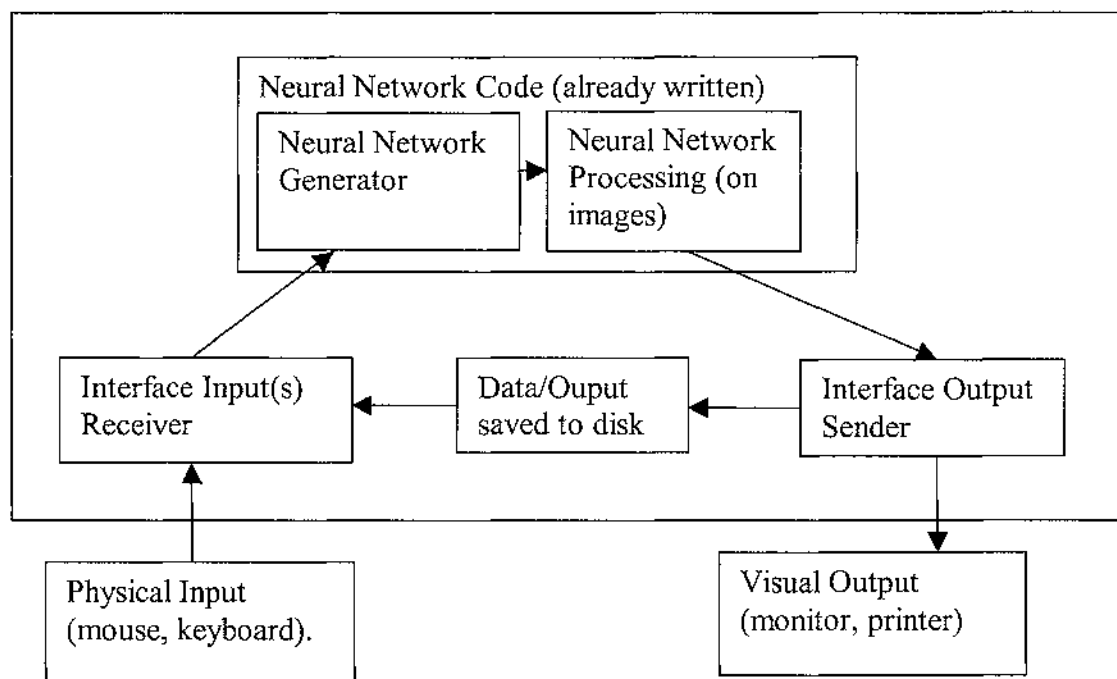 Neural Network Code (already written)
Neural Network
Generator
Neural Network
Processing (on
images)
Interface Input(s)
Receiver
Data/Ouput
saved to disk
Interface Output
Sender
Physical Input
(mouse, keyboard).
Visual Output
(monitor, printer)